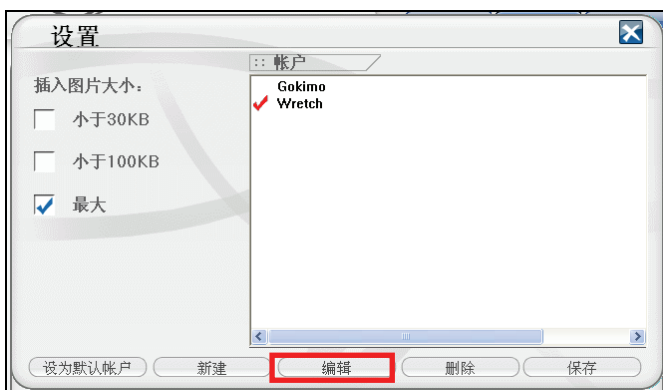 设置
插入图片大小：
小于30KB
小于100KB
最大
:: 帐户
Gokimo
Wretch
设为默认帐户 新建 编辑 删除 保存